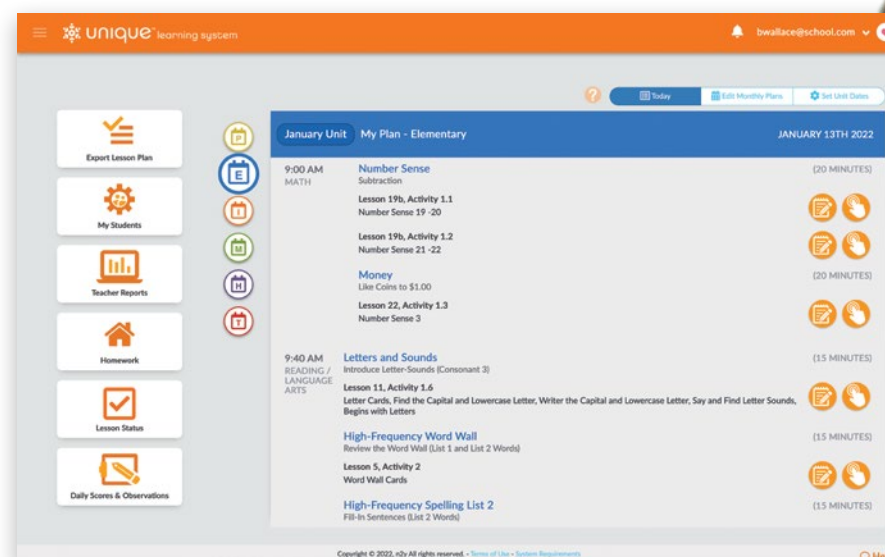 unique learning system
bwallace@school.com
?
Today
Edit Monthly Plans
Set Unit Dates
Export Lesson Plan
My Students
Teacher Reports
Homework
Lesson Status
Daily Scores & Observations
P
E
I
M
H
T
January Unit My Plan - Elementary JANUARY 13TH 2022
9:00 AM Number Sense (20 MINUTES)
MATH Subtraction
Lesson 19b, Activity 1.1
Number Sense 19 -20
Lesson 19b, Activity 1.2
Number Sense 21 -22
Money (20 MINUTES)
Like Coins to $1.00
Lesson 22, Activity 1.3
Number Sense 3
9:40 AM Letters and Sounds (15 MINUTES)
READING / Introduce Letter-Sounds (Consonant 3)
LANGUAGE Lesson 11, Activity 1.6
ARTS Letter Cards, Find the Capital and Lowercase Letter, Writer the Capital and Lowercase Letter, Say and Find Letter Sounds,
Begins with Letters
High-Frequency Word Wall (15 MINUTES)
Review the Word Wall (List 1 and List 2 Words)
Lesson 5, Activity 2
Word Wall Cards
High-Frequency Spelling List 2 (15 MINUTES)
Fill-In Sentences (List 2 Words)
Copyright © 2022, n2y All rights reserved. - Terms of Use - System Requirements